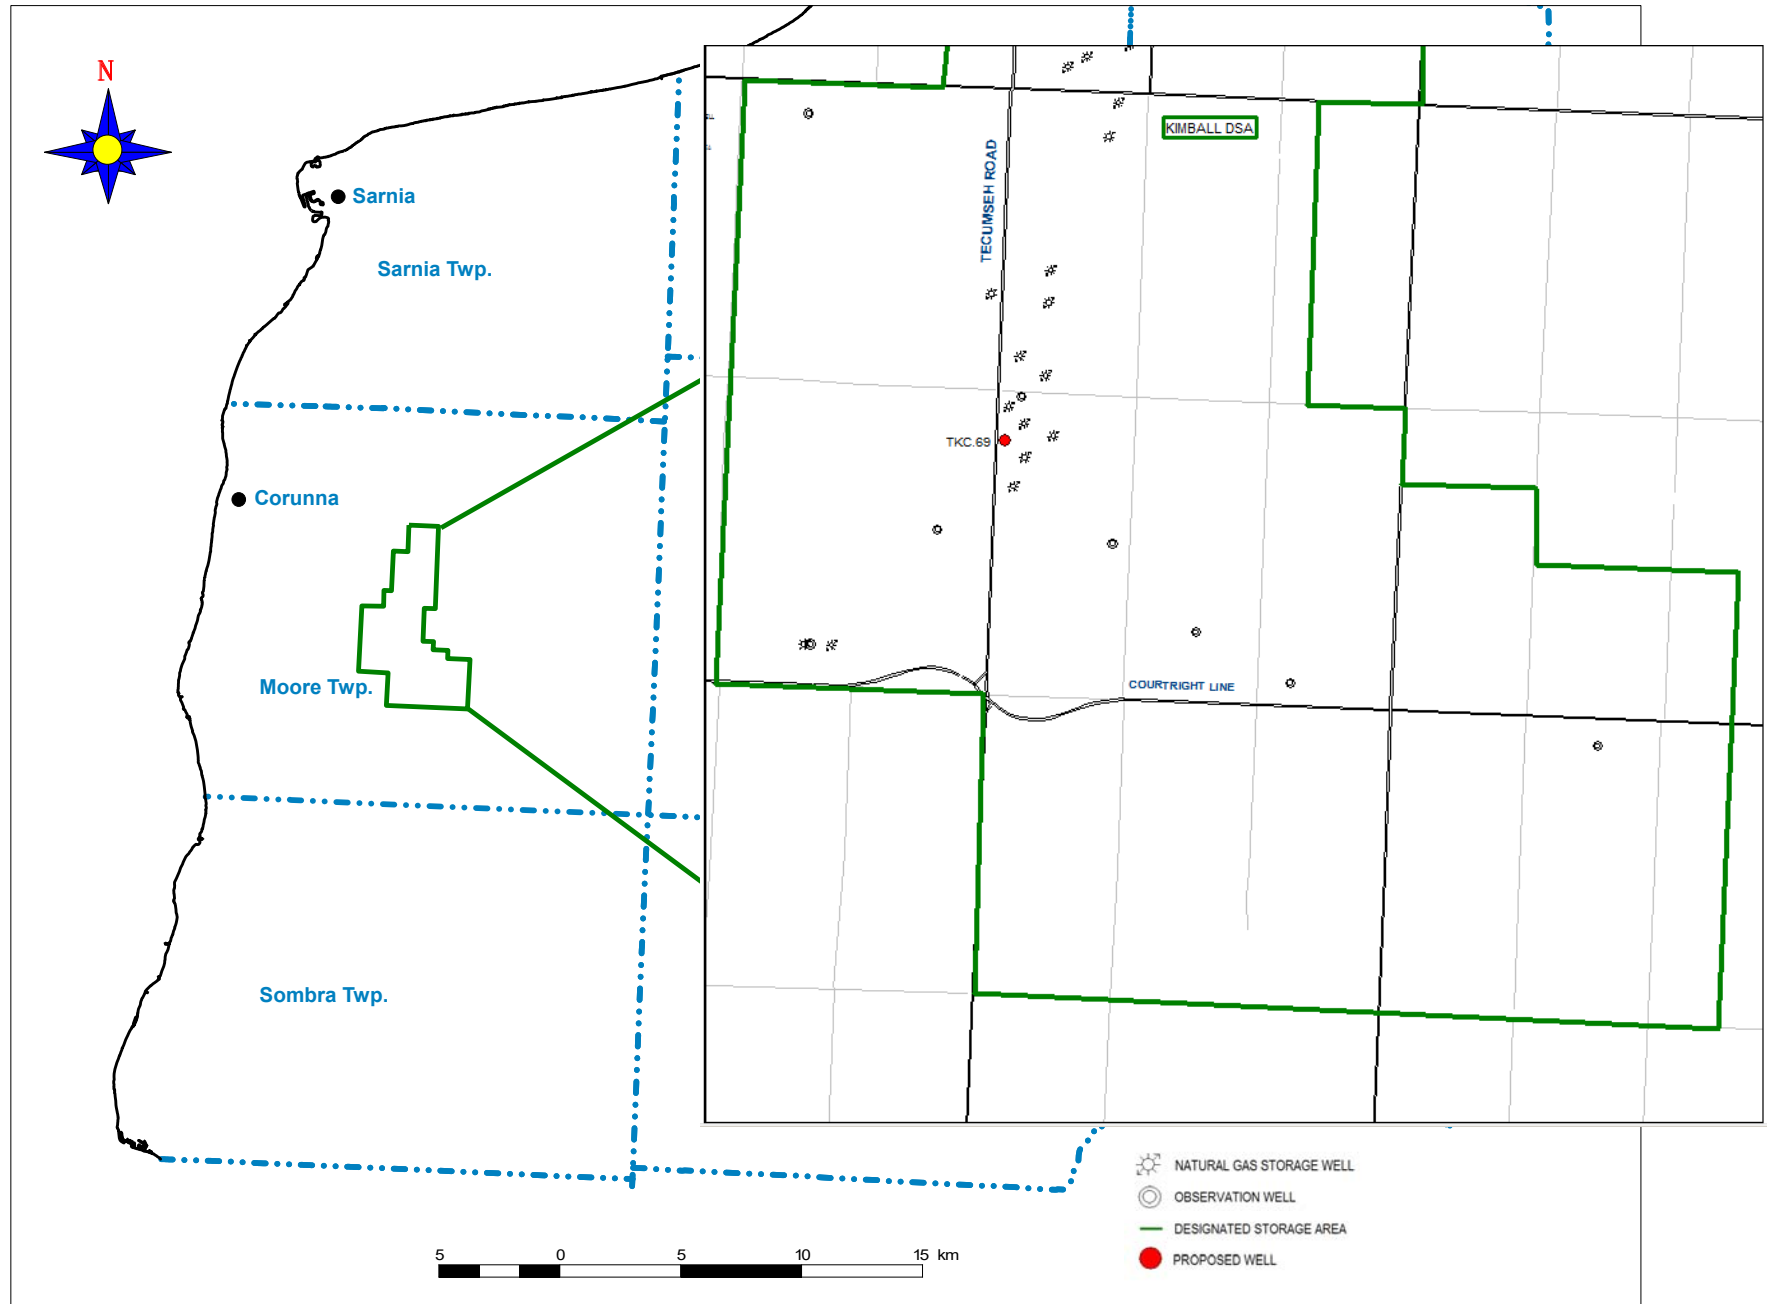 N
Sarnia
Sarnia Twp.
Corunna
Moore Twp.
Sombra Twp.
KIMBALL DSA
TECUMSEH ROAD
TKC.69
COURTRIGHT LINE
NATURAL GAS STORAGE WELL
OBSERVATION WELL
DESIGNATED STORAGE AREA
PROPOSED WELL
5 0 5 10 15 km